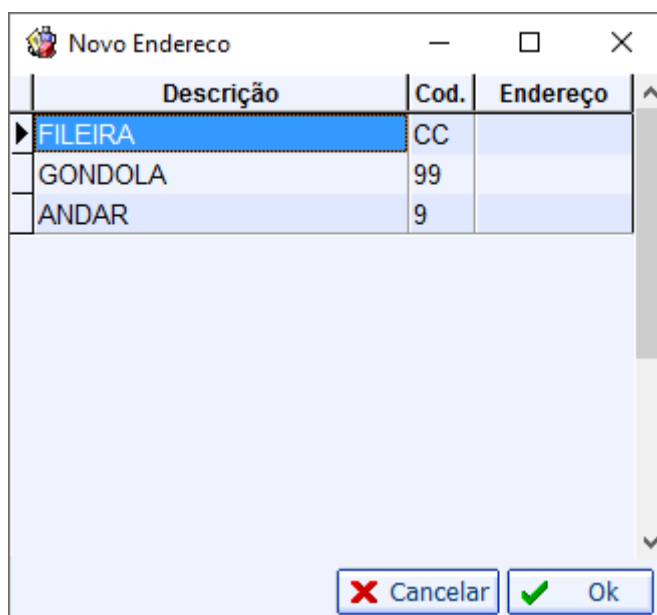 Novo Endereco
Descrição Cod. Endereço
FILEIRA CC
GONDOLA 99
ANDAR 9
Cancelar Ok